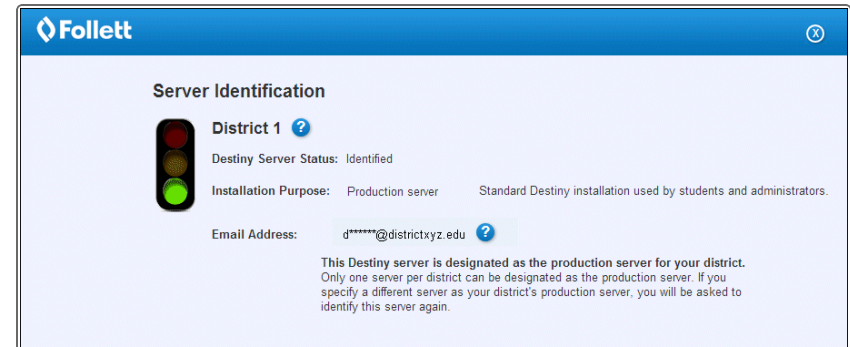 Follett
Server Identification
District 1 ?
Destiny Server Status: Identified
Installation Purpose: Production server Standard Destiny installation used by students and administrators.
Email Address: d******@districtxyz.edu ?
This Destiny server is designated as the production server for your district.
Only one server per district can be designated as the production server. If you
specify a different server as your district's production server, you will be asked to
identify this server again.